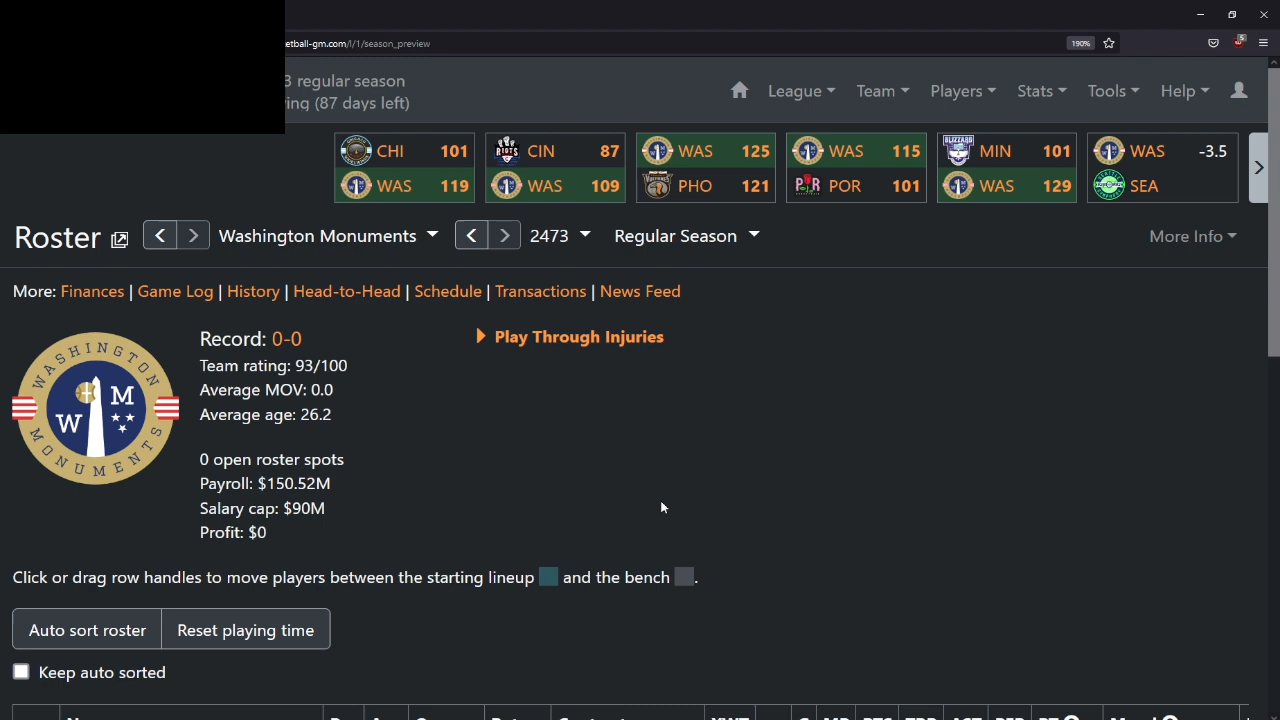 etball-gm.com/l/1/season_preview
190%
5
3 regular season
ying (87 days left)
League
Team
Players
Stats
Tools
Help
CHI 101
WAS 119
CIN 87
WAS 109
WAS 125
PHO 121
WAS 115
POR 101
MIN 101
WAS 129
WAS -3.5
SEA
Roster
Washington Monuments
2473
Regular Season
More Info
More: Finances | Game Log | History | Head-to-Head | Schedule | Transactions | News Feed
WASHINGTON
W M
MONUMENTS
Record: 0-0
Team rating: 93/100
Average MOV: 0.0
Average age: 26.2
Play Through Injuries
0 open roster spots
Payroll: $150.52M
Salary cap: $90M
Profit: $0
Click or drag row handles to move players between the starting lineup and the bench .
Auto sort roster
Reset playing time
Keep auto sorted